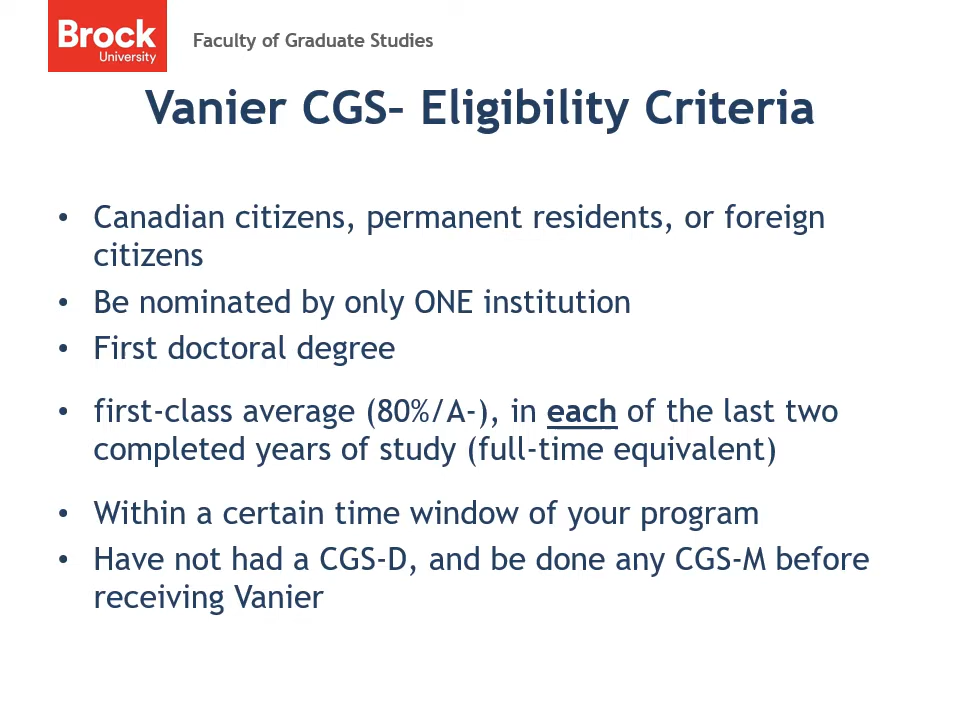 Brock
University
Faculty of Graduate Studies
Vanier CGS– Eligibility Criteria
• Canadian citizens, permanent residents, or foreign
citizens
• Be nominated by only ONE institution
• First doctoral degree
• first-class average (80%/A-), in each of the last two
completed years of study (full-time equivalent)
• Within a certain time window of your program
• Have not had a CGS-D, and be done any CGS-M before
receiving Vanier